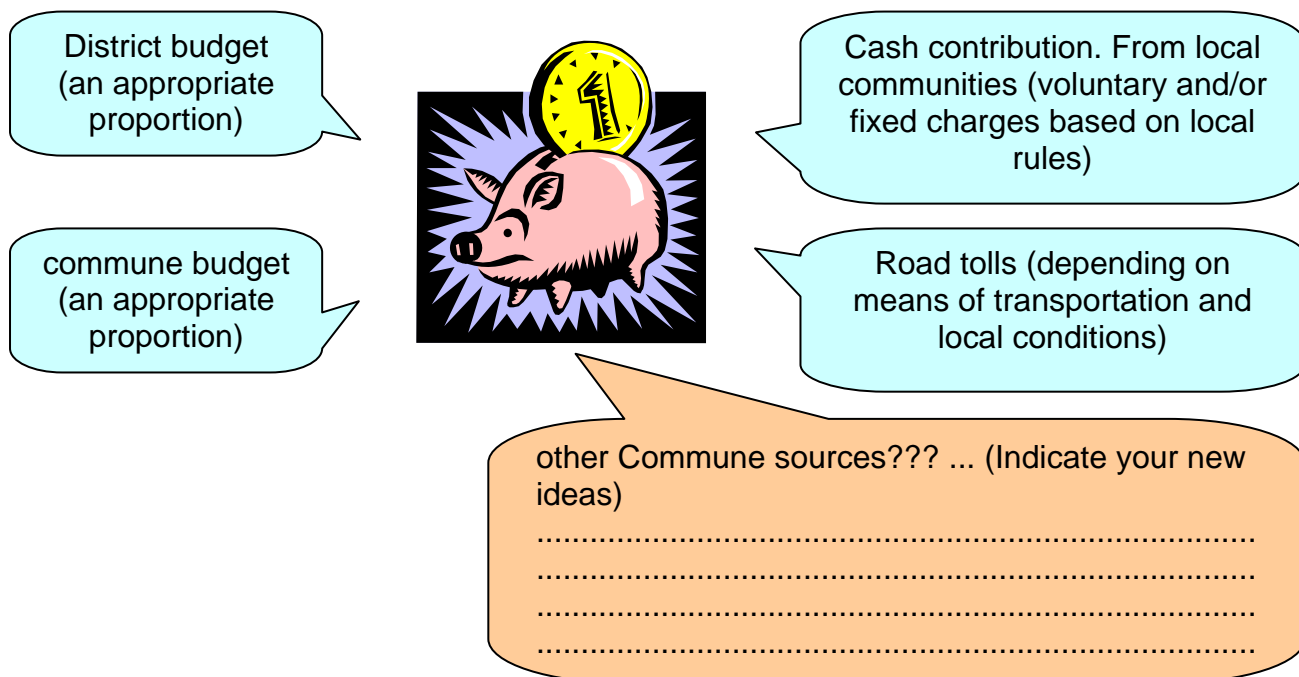 District budget
(an appropriate
proportion)
1
Cash contribution. From local
communities (voluntary and/or
fixed charges based on local
rules)
commune budget
(an appropriate
proportion)
Road tolls (depending on
means of transportation and
local conditions)
other Commune sources??? ... (Indicate your new
ideas)
................................................................................
................................................................................
................................................................................
................................................................................